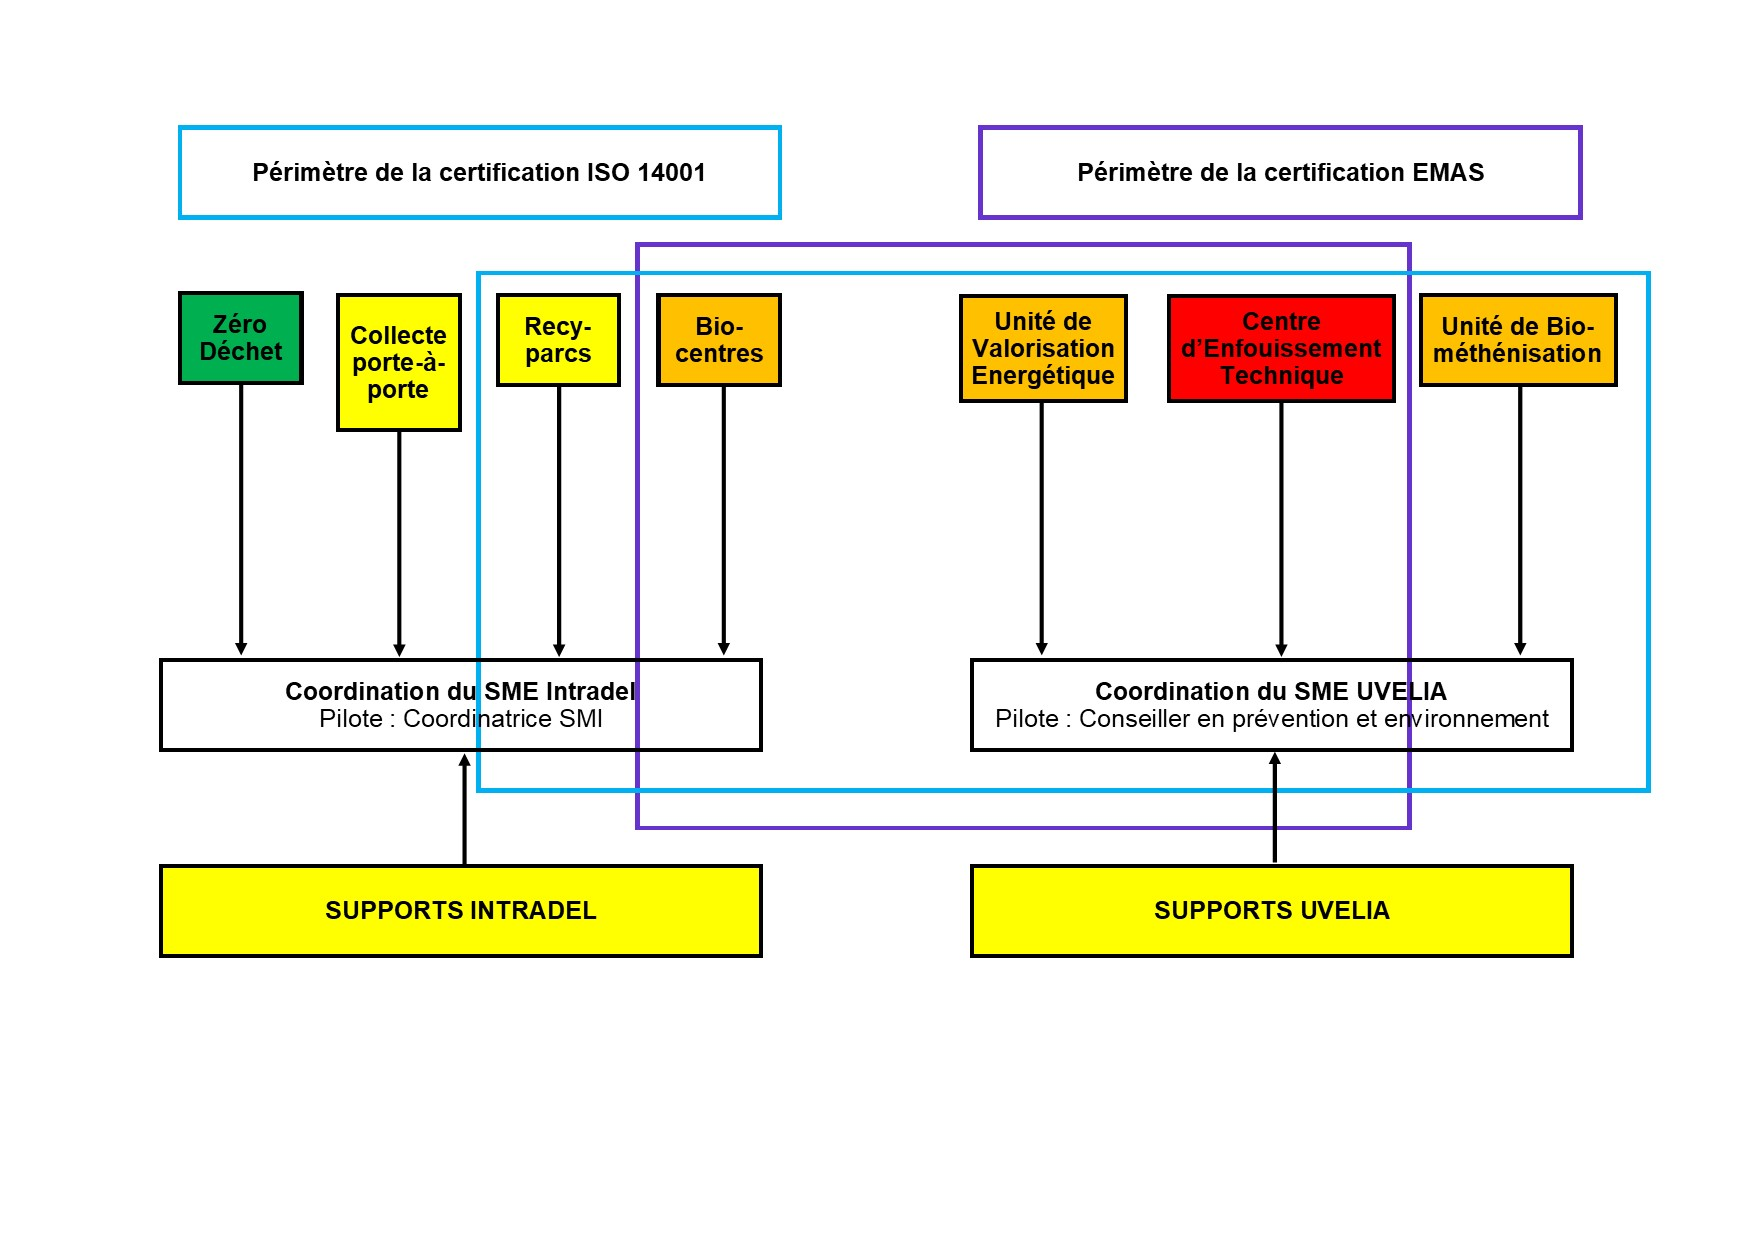 Périmètre de la certification ISO 14001
Périmètre de la certification EMAS
Zéro
Déchet
Collecte
porte-à-
porte
Recy-
parcs
Bio-
centres
Unité de
Valorisation
Energétique
Centre
d’Enfouissement
Technique
Unité de Bio-
méthénisation
Coordination du SME Intradel
Pilote : Coordinatrice SMI
Coordination du SME UVELIA
Pilote : Conseiller en prévention et environnement
SUPPORTS INTRADEL
SUPPORTS UVELIA